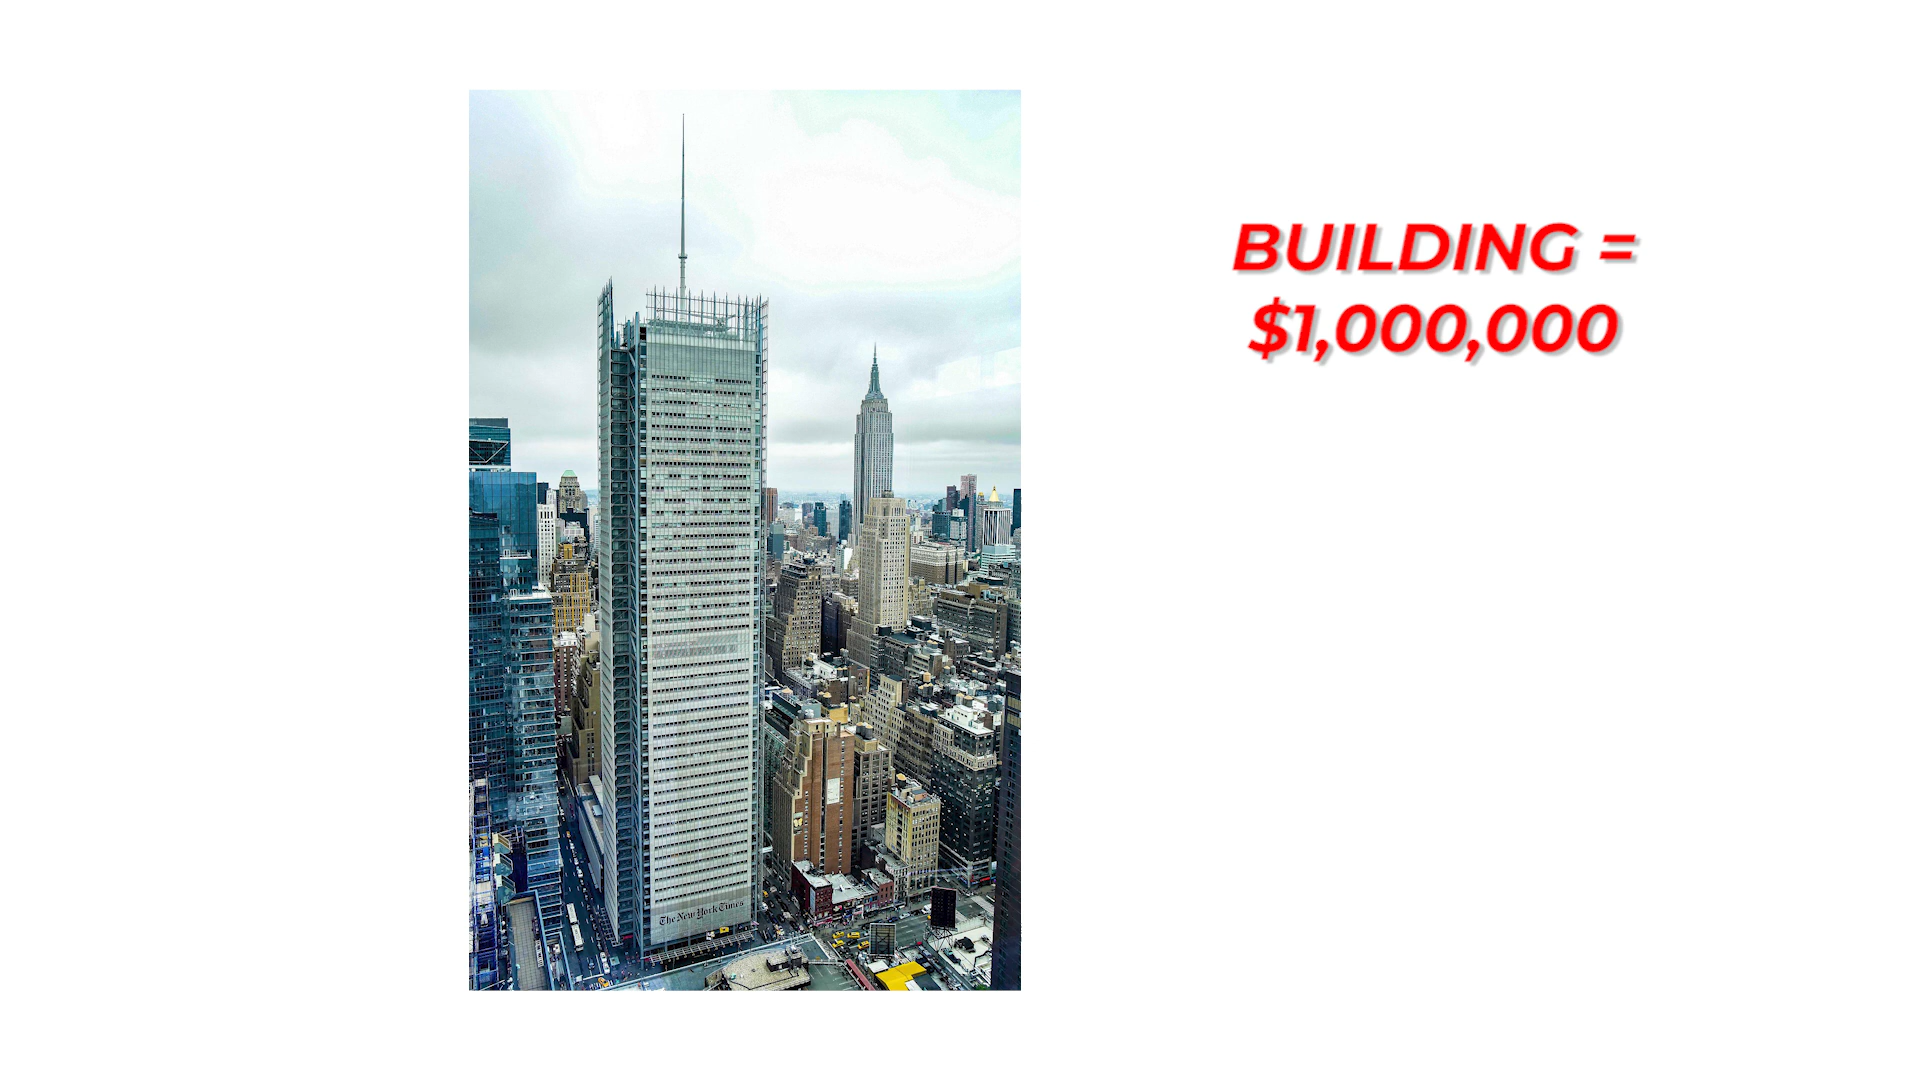 BUILDING =
$1,000,000
The New York Times